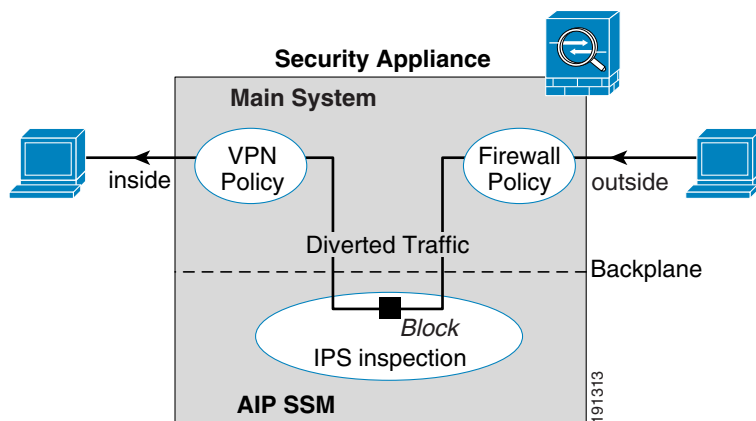 Security Appliance
Main System
VPN
Policy
Firewall
Policy
inside
outside
Diverted Traffic
Backplane
Block
IPS inspection
AIP SSM
191313